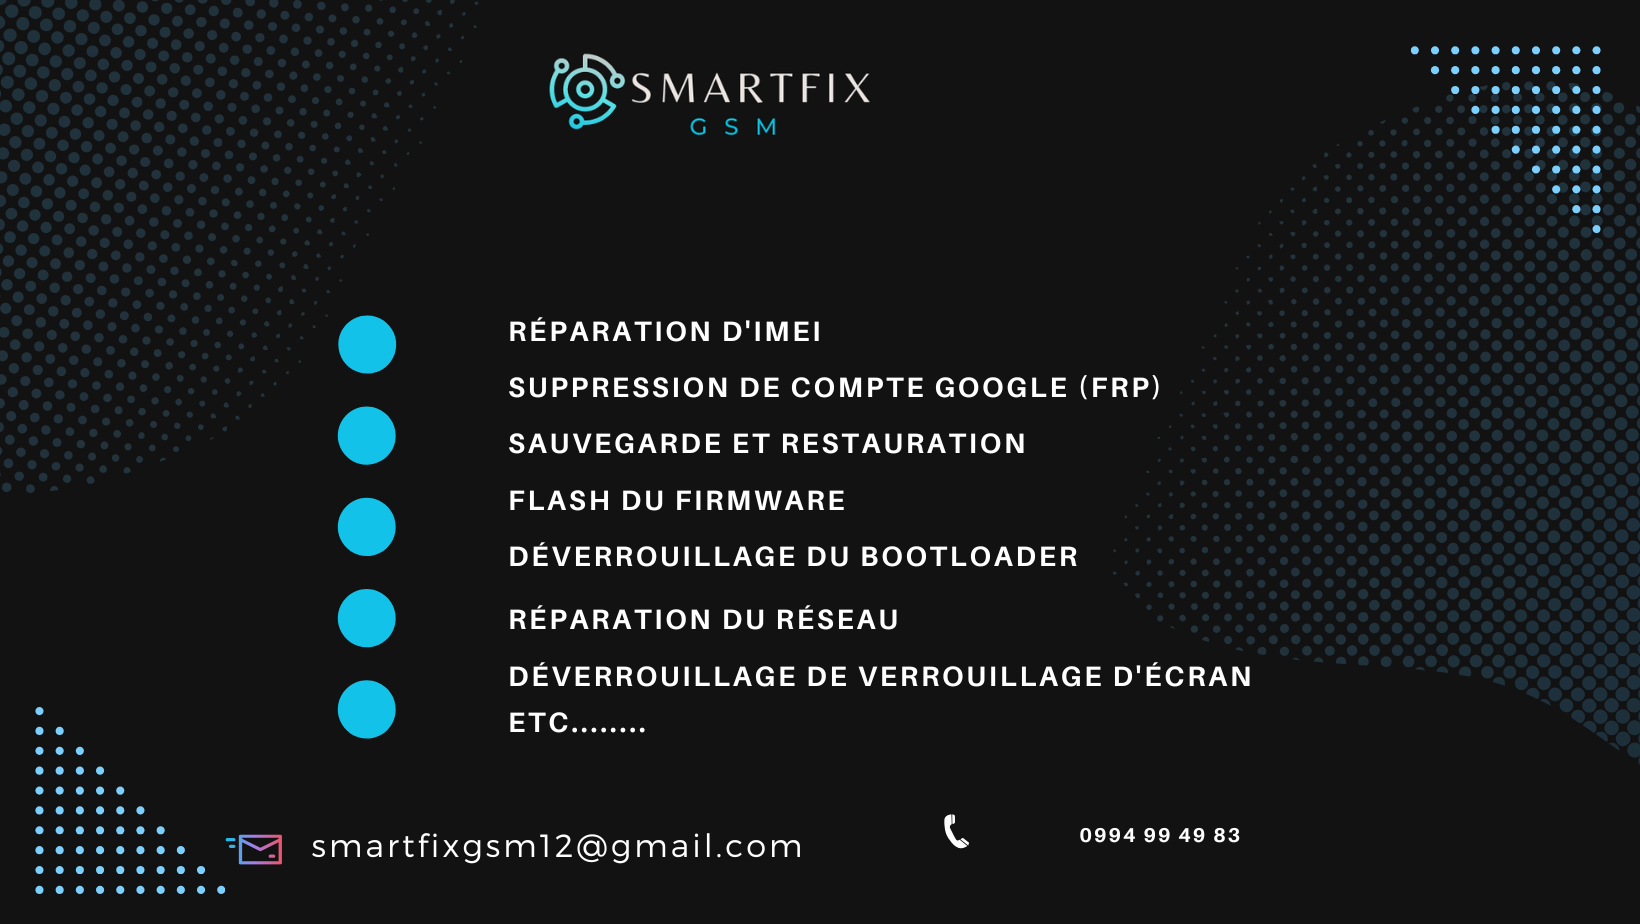 SMARTFIX
GSM
RÉPARATION D'IMEI
SUPPRESSION DE COMPTE GOOGLE (FRP)
SAUVEGARDE ET RESTAURATION
FLASH DU FIRMWARE
DÉVERROUILLAGE DU BOOTLOADER
RÉPARATION DU RÉSEAU
DÉVERROUILLAGE DE VERROUILLAGE D'ÉCRAN
ETC........
smartfixgsm12@gmail.com
0994 99 49 83